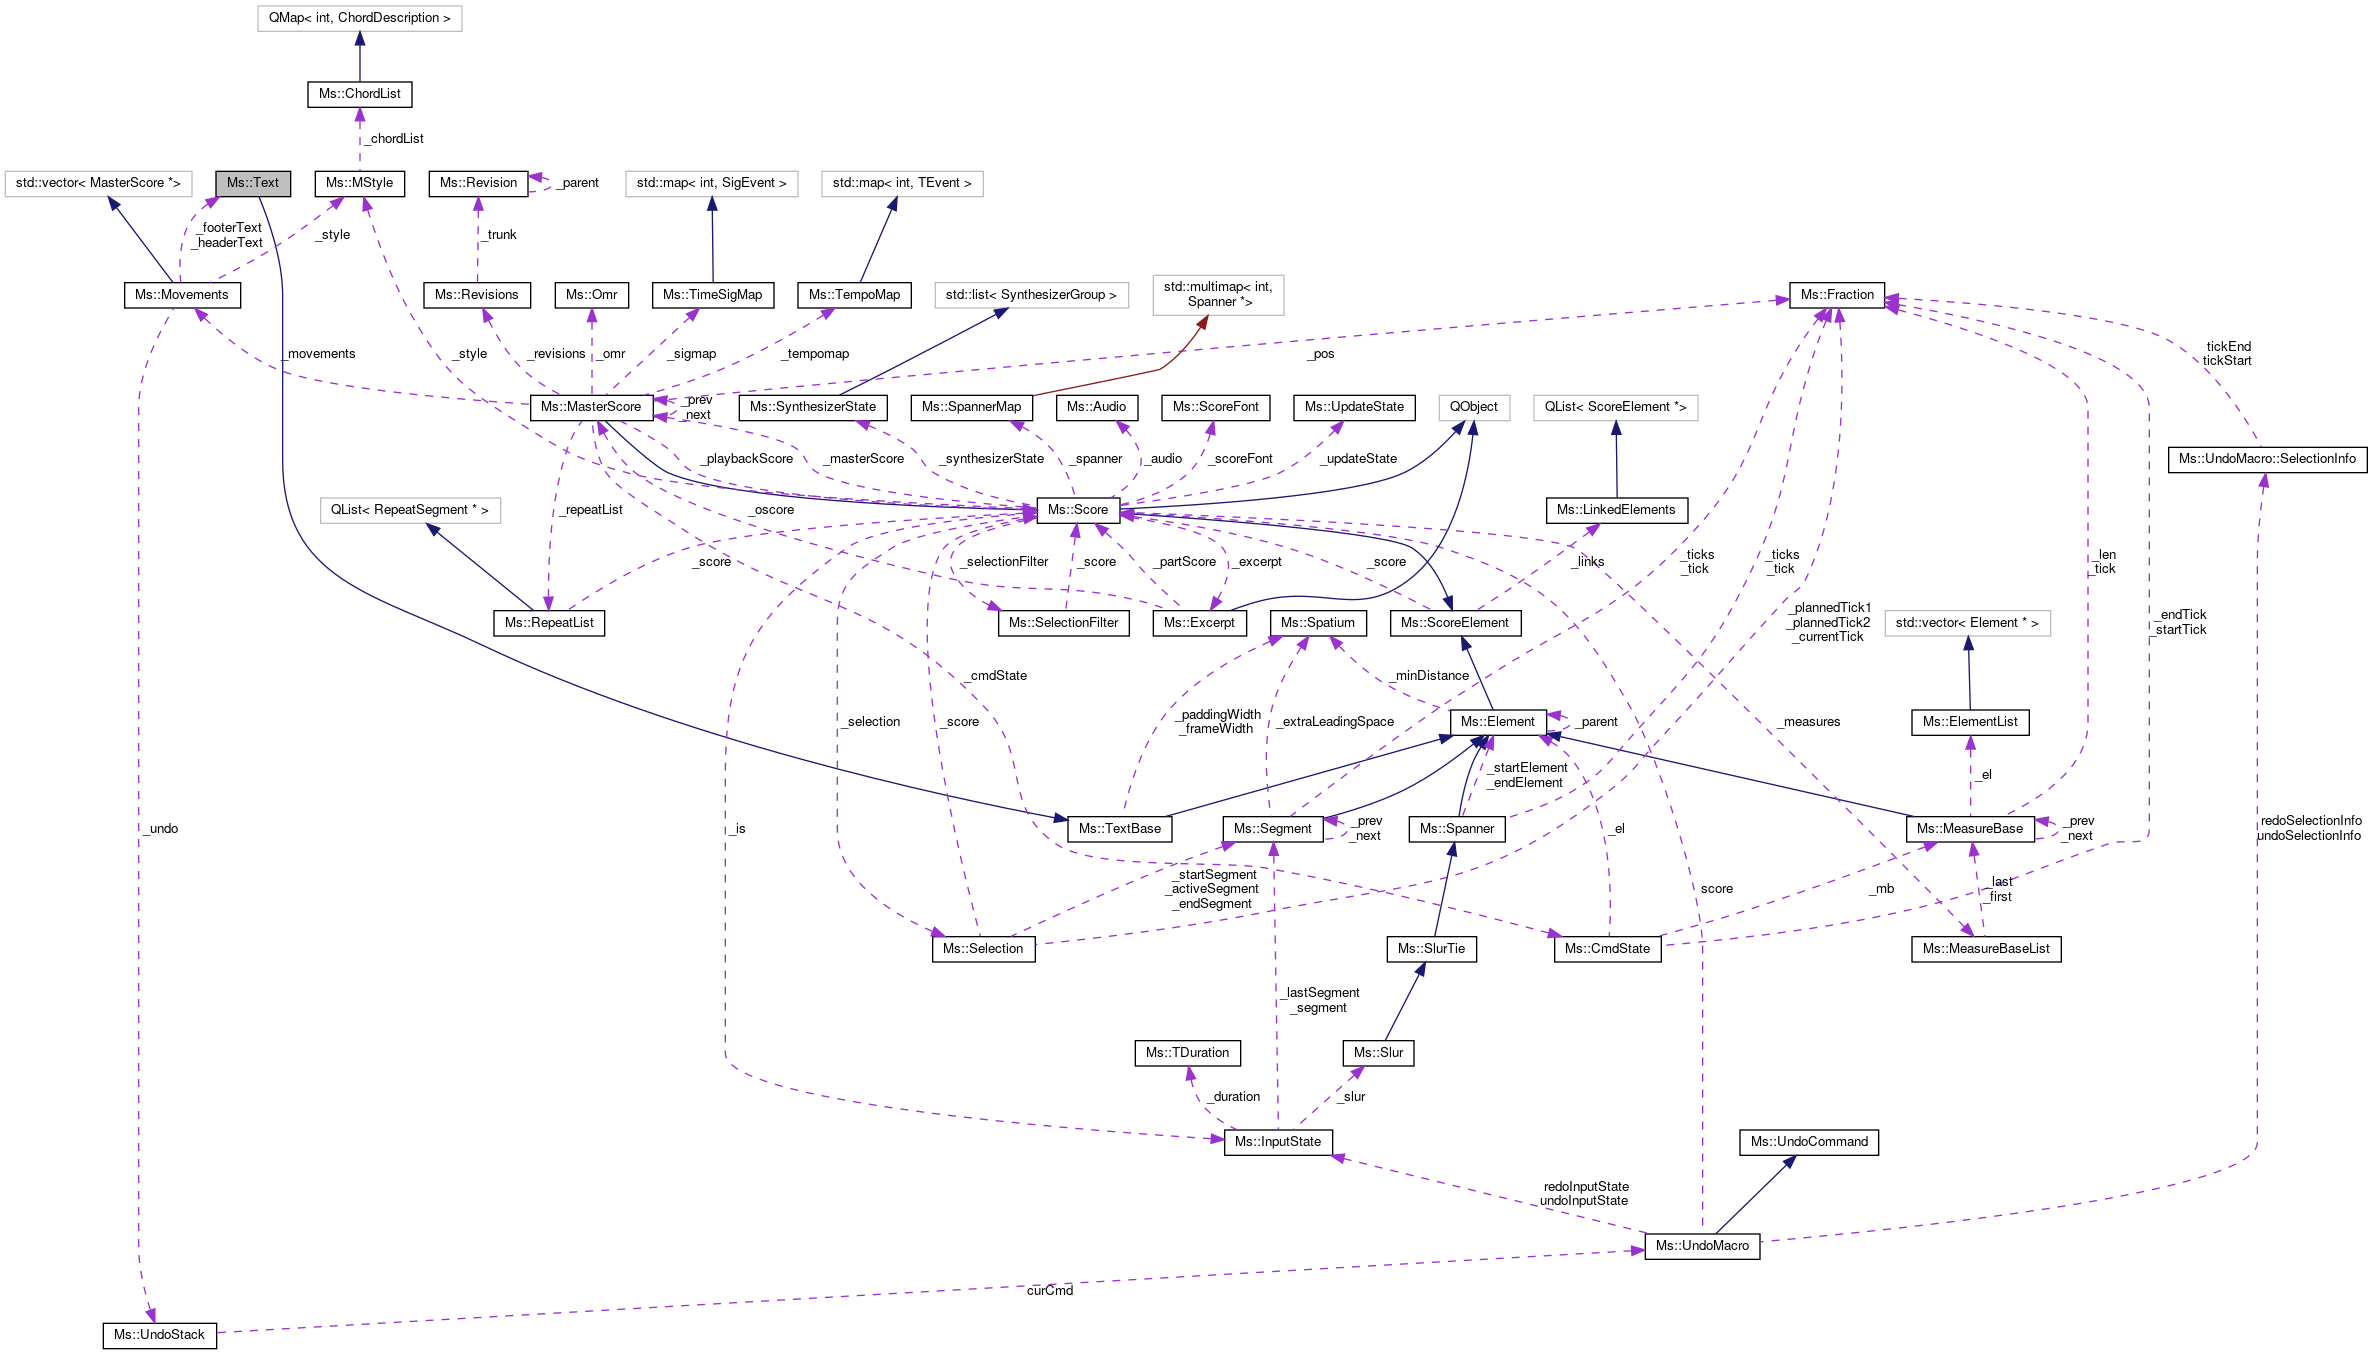 QMap< int, ChordDescription >
Ms::ChordList
_chordList
std::vector< MasterScore *>
Ms::Text
Ms::MStyle
Ms::Revision
_parent
std::map< int, SigEvent >
std::map< int, TEvent >
_footerText
_headerText
_style
_trunk
Ms::Movements
Ms::Revisions
Ms::Omr
Ms::TimeSigMap
Ms::TempoMap
std::list< SynthesizerGroup >
std::multimap< int,
Spanner *>
Ms::Fraction
_movements
_style
_revisions
_omr
_sigmap
_tempomap
_pos
tickEnd
tickStart
Ms::MasterScore
_prev
_next
Ms::SynthesizerState
Ms::SpannerMap
Ms::Audio
Ms::ScoreFont
Ms::UpdateState
QObject
QList< ScoreElement *>
_playbackScore
_masterScore
_synthesizerState
_spanner
_audio
_scoreFont
_updateState
Ms::UndoMacro::SelectionInfo
QList< RepeatSegment * >
_repeatList
_oscore
Ms::Score
Ms::LinkedElements
_score
_selectionFilter
_score
_partScore
_excerpt
_score
_links
_ticks
_tick
_ticks
_tick
_len
_tick
Ms::RepeatList
Ms::SelectionFilter
Ms::Excerpt
Ms::Spatium
Ms::ScoreElement
_plannedTick1
_plannedTick2
_currentTick
std::vector< Element * >
_endTick
_startTick
_cmdState
_minDistance
_selection
_score
_paddingWidth
_frameWidth
_extraLeadingSpace
Ms::Element
_parent
_measures
Ms::ElementList
_startElement
_endElement
_el
_undo
_is
Ms::TextBase
Ms::Segment
_prev
_next
Ms::Spanner
_el
Ms::MeasureBase
_prev
_next
redoSelectionInfo
undoSelectionInfo
_startSegment
_activeSegment
_endSegment
score
_mb
_last
_first
Ms::Selection
Ms::SlurTie
Ms::CmdState
Ms::MeasureBaseList
_lastSegment
_segment
Ms::TDuration
Ms::Slur
_duration
_slur
Ms::InputState
Ms::UndoCommand
redoInputState
undoInputState
Ms::UndoMacro
curCmd
Ms::UndoStack